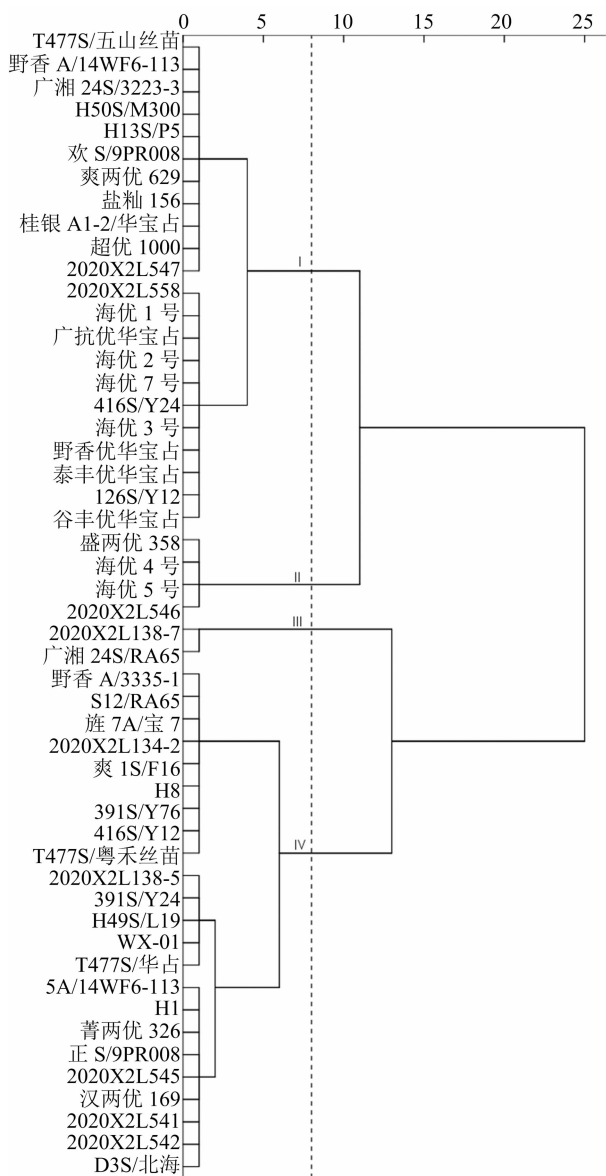 0 5 10 15 20 25
T477S/五山丝苗
野香 A/14WF6-113
广湘 24S/3223-3
H50S/M300
H13S/P5
欢 S/9PR008
爽两优 629
盐籼 156
桂银 A1-2/华宝占
超优 1000
2020X2L547
I
2020X2L558
海优 1 号
广抗优华宝占
海优 2 号
海优 7 号
416S/Y24
海优 3 号
野香优华宝占
泰丰优华宝占
126S/Y12
谷丰优华宝占
盛两优 358
海优 4 号
海优 5 号
II
2020X2L546
III
2020X2L138-7
广湘 24S/RA65
野香 A/3335-1
S12/RA65
旌 7A/宝 7
2020X2L134-2
爽 1S/F16
H8
391S/Y76
416S/Y12
T477S/粤禾丝苗
IV
2020X2L138-5
391S/Y24
H49S/L19
WX-01
T477S/华占
5A/14WF6-113
H1
菁两优 326
正 S/9PR008
2020X2L545
汉两优 169
2020X2L541
2020X2L542
D3S/北海